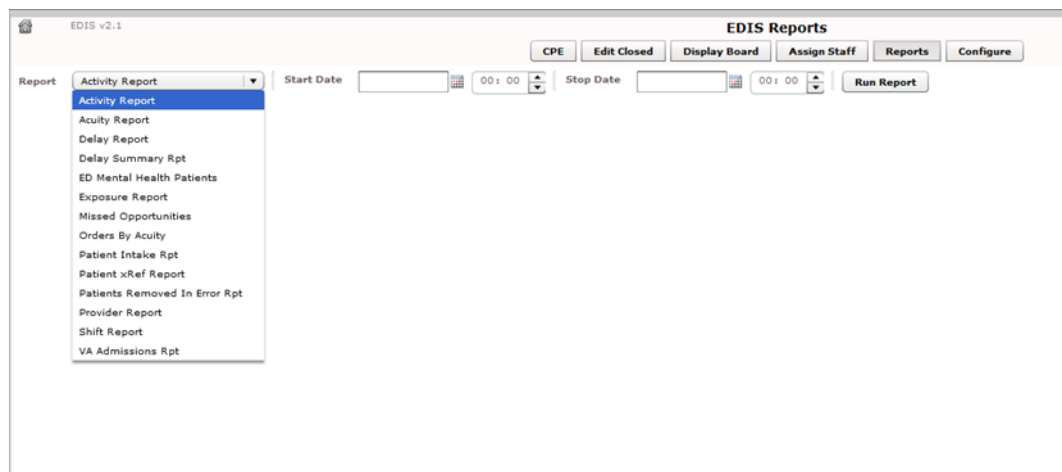 EDIS v2.1
EDIS Reports
CPE Edit Closed Display Board Assign Staff Reports Configure
Report Activity Report Start Date 00: 00 Stop Date 00: 00 Run Report
Activity Report
Acuity Report
Delay Report
Delay Summary Rpt
ED Mental Health Patients
Exposure Report
Missed Opportunities
Orders By Acuity
Patient Intake Rpt
Patient xRef Report
Patients Removed In Error Rpt
Provider Report
Shift Report
VA Admissions Rpt